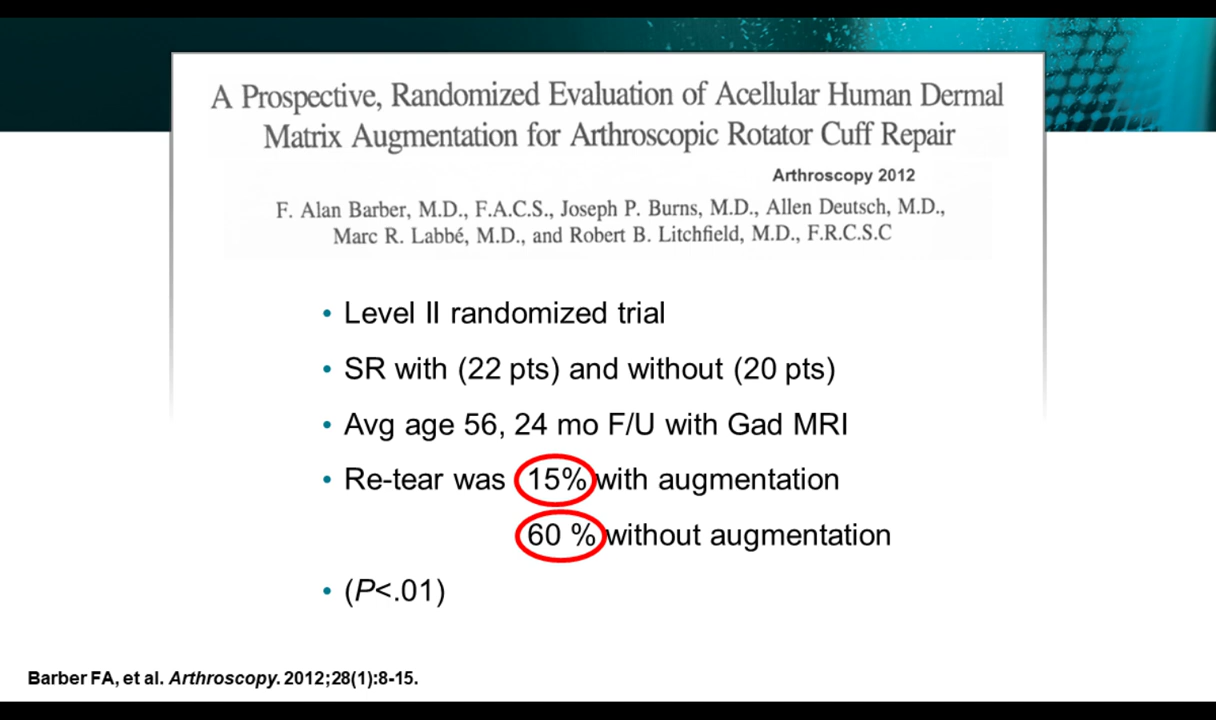 A Prospective, Randomized Evaluation of Acellular Human Dermal
Matrix Augmentation for Arthroscopic Rotator Cuff Repair
Arthroscopy 2012
F. Alan Barber, M.D., F.A.C.S., Joseph P. Burns, M.D., Allen Deutsch, M.D.,
Marc R. Labbé, M.D., and Robert B. Litchfield, M.D., F.R.C.S.C
• Level II randomized trial
• SR with (22 pts) and without (20 pts)
• Avg age 56, 24 mo F/U with Gad MRI
• Re-tear was 15% with augmentation
60 % without augmentation
• (P<.01)
Barber FA, et al. Arthroscopy. 2012;28(1):8-15.